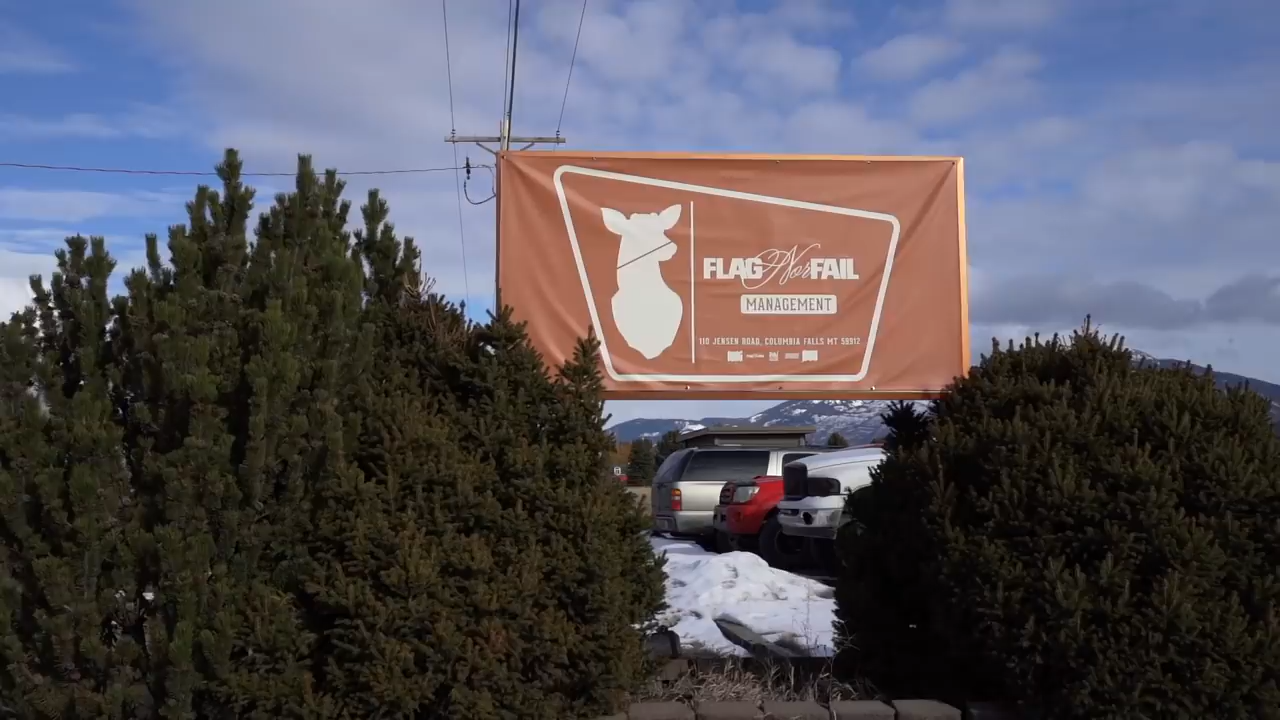 FLAG Nor FAIL
MANAGEMENT
110 JENSEN ROAD, COLUMBIA FALLS MT 59912